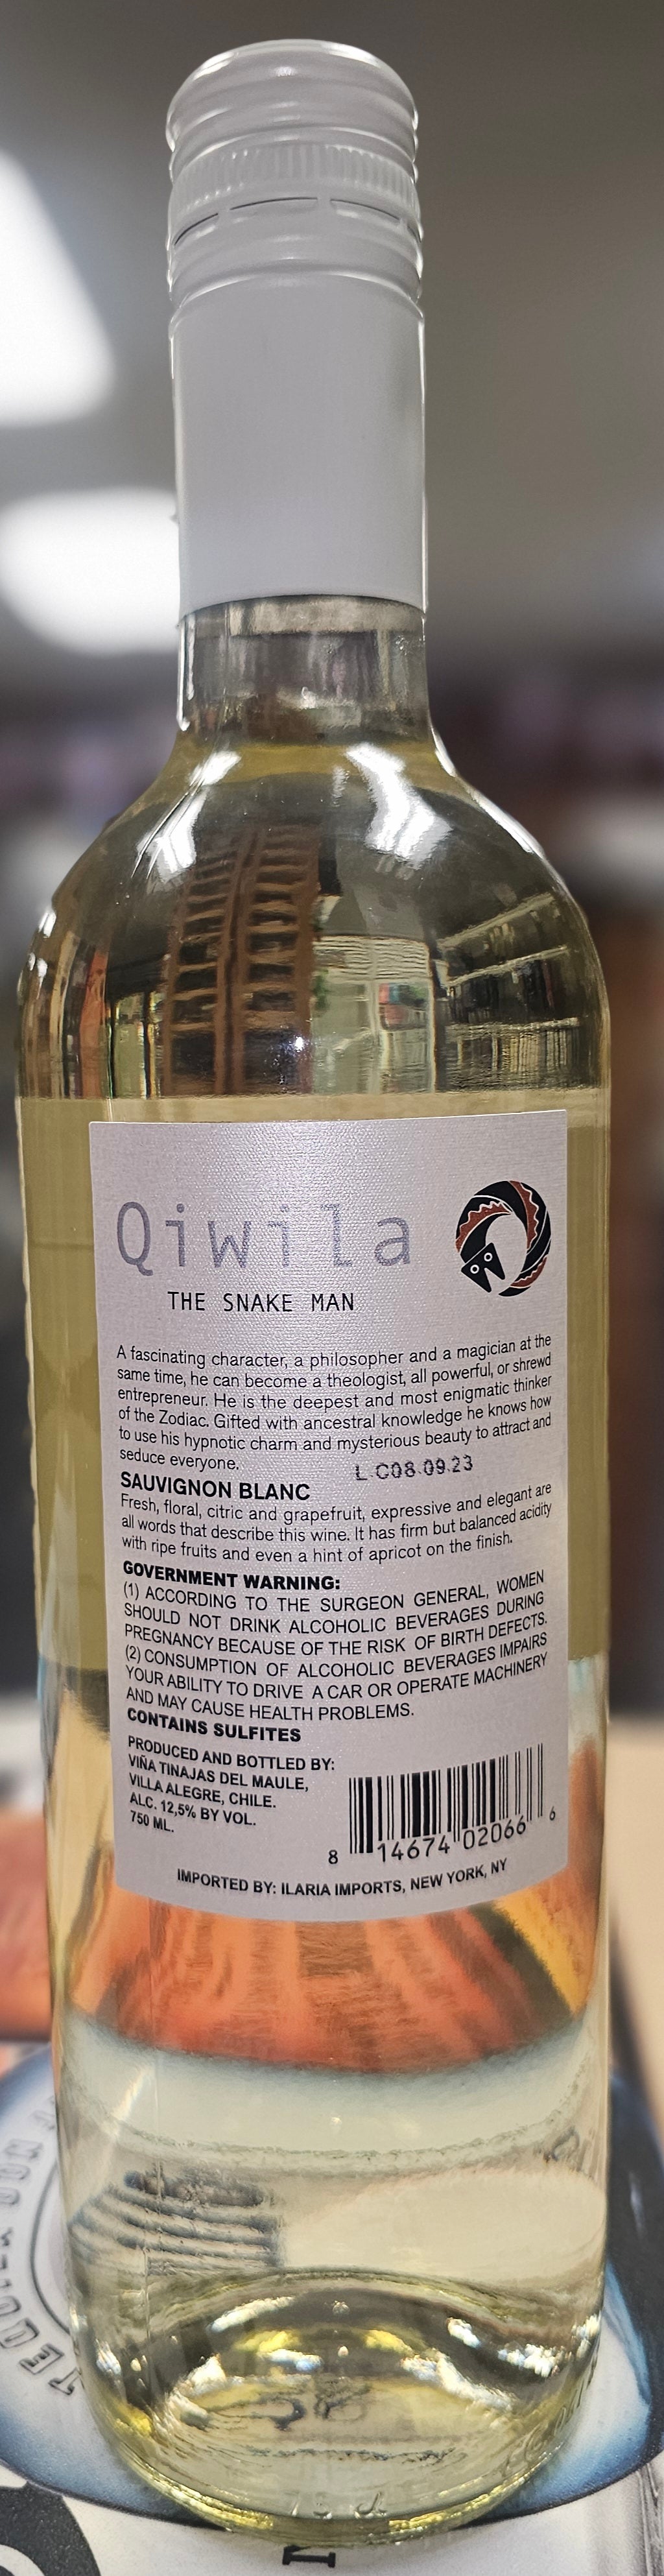 Qiwila
THE SNAKE MAN
A fascinating character, a philosopher and a magician at the
same time, he can become a theologist, all powerful, or shrewd
entrepreneur. He is the deepest and most enigmatic thinker
of the Zodiac. Gifted with ancestral knowledge he knows how
to use his hypnotic charm and mysterious beauty to attract and
seduce everyone.
L C08.09.23
SAUVIGNON BLANC
Fresh, floral, citric and grapefruit, expressive and elegant are
all words that describe this wine. It has firm but balanced acidity
with ripe fruits and even a hint of apricot on the finish.
GOVERNMENT WARNING:
(1) ACCORDING TO THE SURGEON GENERAL, WOMEN
SHOULD NOT DRINK ALCOHOLIC BEVERAGES DURING
PREGNANCY BECAUSE OF THE RISK OF BIRTH DEFECTS.
(2) CONSUMPTION OF ALCOHOLIC BEVERAGES IMPAIRS
YOUR ABILITY TO DRIVE A CAR OR OPERATE MACHINERY
AND MAY CAUSE HEALTH PROBLEMS.
CONTAINS SULFITES
PRODUCED AND BOTTLED BY:
VIÑA TINAJAS DEL MAULE,
VILLA ALEGRE, CHILE.
ALC. 12,5% BY VOL.
750 ML.
8 14674 02066 6
IMPORTED BY: ILARIA IMPORTS, NEW YORK, NY